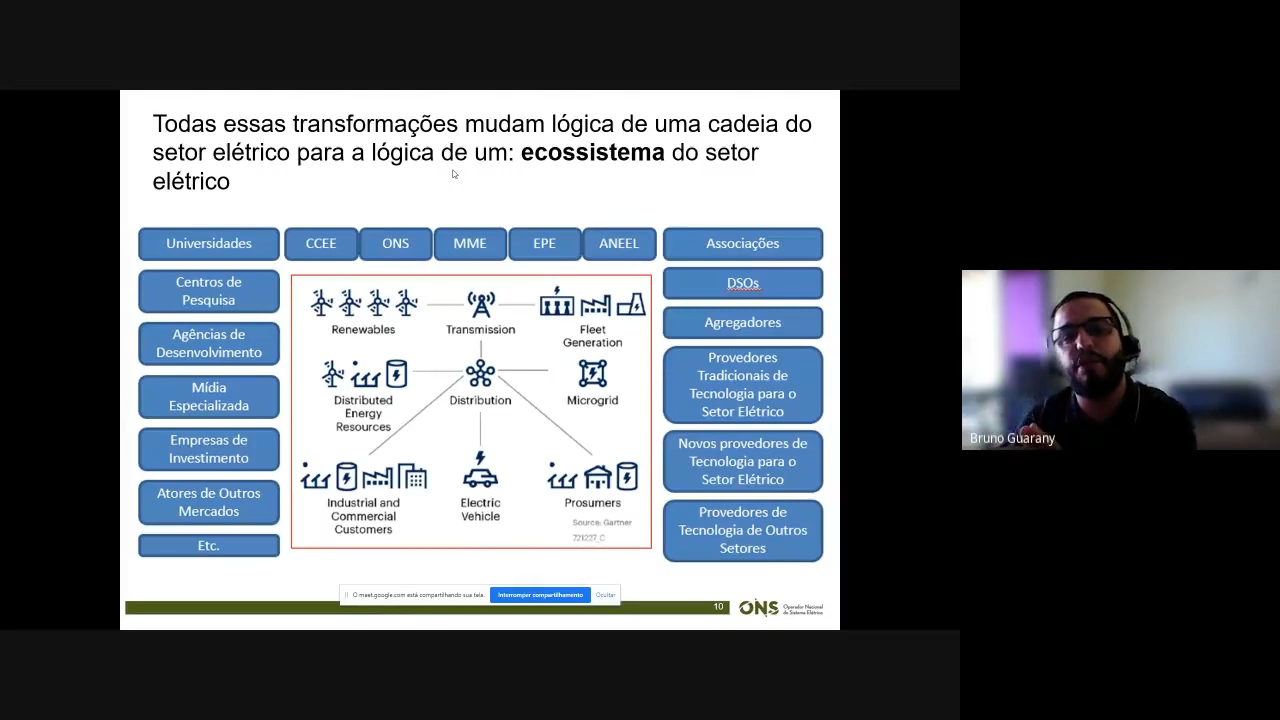 Todas essas transformações mudam lógica de uma cadeia do
setor elétrico para a lógica de um: ecossistema do setor
elétrico
Universidades
CCEE
ONS
MME
EPE
ANEEL
Associações
Centros de
Pesquisa
Agências de
Desenvolvimento
Mídia
Especializada
Empresas de
Investimento
Atores de Outros
Mercados
Etc.
Renewables
Transmission
Fleet
Generation
Distributed
Energy
Resources
Distribution
Microgrid
Industrial and
Commercial
Customers
Electric
Vehicle
Prosumers
Source: Gartner
721227_C
DSOs
Agregadores
Provedores
Tradicionais de
Tecnologia para o
Setor Elétrico
Novos provedores de
Tecnologia para o
Setor Elétrico
Provedores de
Tecnologia de Outros
Setores
Bruno Guarany
O meet.google.com está compartilhando sua tela.
Interromper compartilhamento
Ocultar
10
ONS
Operador Nacional
do Sistema Elétrico